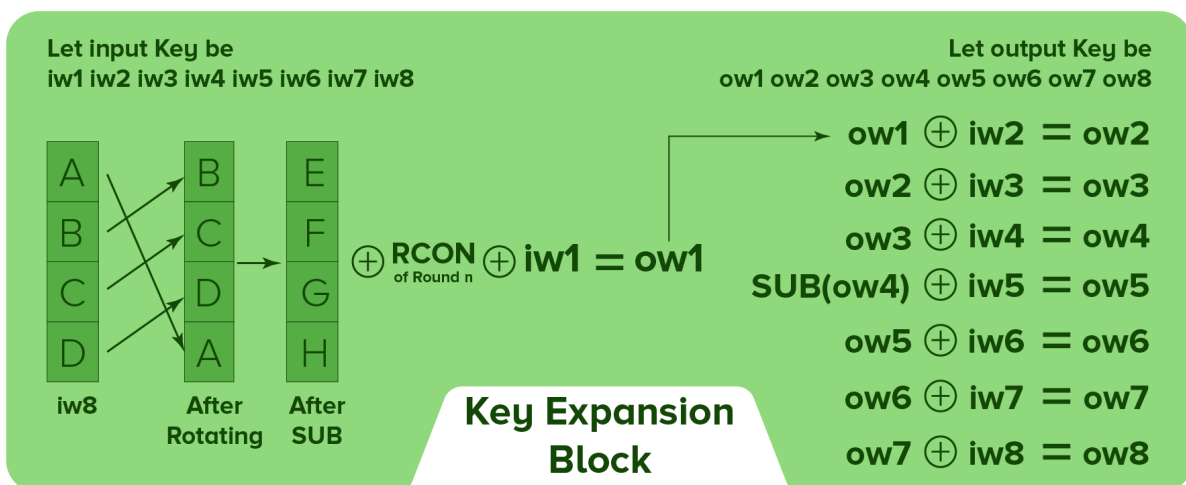 Let input Key be
iw1 iw2 iw3 iw4 iw5 iw6 iw7 iw8
Let output Key be
ow1 ow2 ow3 ow4 ow5 ow6 ow7 ow8
A
B
C
D
iw8
B
C
D
A
After
Rotating
E
F
G
H
After
SUB
⊕ RCON ⊕ iw1 = ow1
of Round n
ow1 ⊕ iw2 = ow2
ow2 ⊕ iw3 = ow3
ow3 ⊕ iw4 = ow4
SUB(ow4) ⊕ iw5 = ow5
ow5 ⊕ iw6 = ow6
ow6 ⊕ iw7 = ow7
ow7 ⊕ iw8 = ow8
Key Expansion
Block